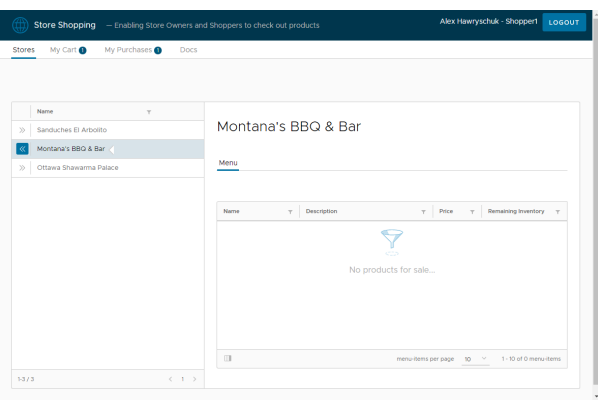 Store Shopping — Enabling Store Owners and Shoppers to check out products
Alex Hawryschuk - Shopper1 LOGOUT
Stores My Cart 1 My Purchases 1 Docs
Name
Sanduches El Arbolito
Montana's BBQ & Bar
Ottawa Shawarma Palace
1-3 / 3
1
Montana's BBQ & Bar
Menu
Name Description Price Remaining Inventory
No products for sale...
menu-items per page 10 1 - 10 of 0 menu-items